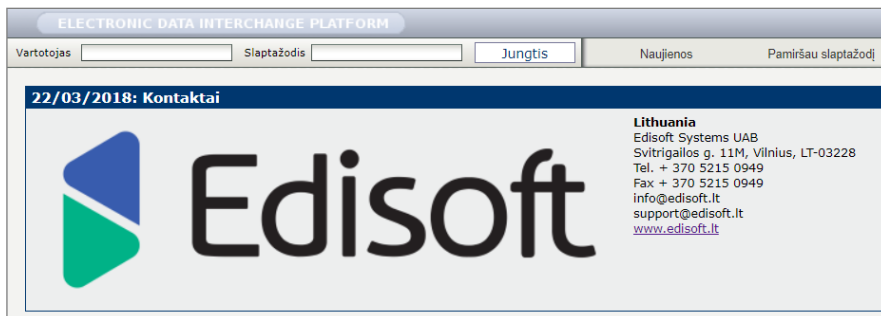 ELECTRONIC DATA INTERCHANGE PLATFORM
Vartotojas Slaptažodis Jungtis Naujienos Pamiršau slaptažodį
22/03/2018: Kontaktai
Edisoft
Lithuania
Edisoft Systems UAB
Svitrigailos g. 11M, Vilnius, LT-03228
Tel. + 370 5215 0949
Fax + 370 5215 0949
info@edisoft.lt
support@edisoft.lt
www.edisoft.lt